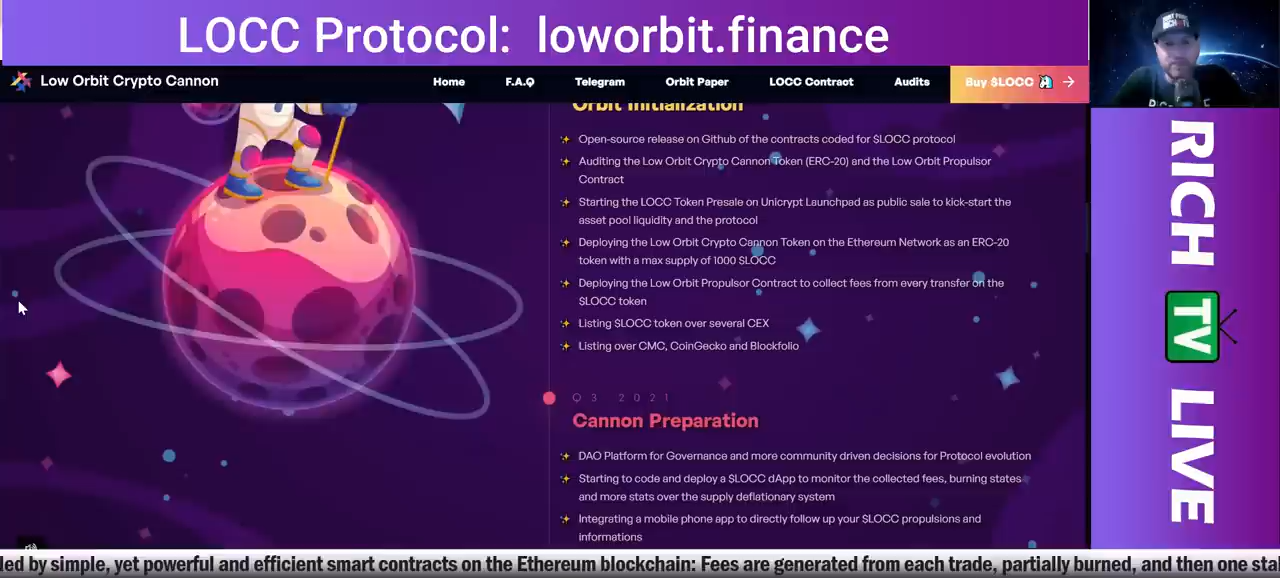 LOCC Protocol: loworbit.finance
Low Orbit Crypto Cannon
Home
F.A.Q
Telegram
Orbit Paper
LOCC Contract
Audits
Buy $LOCC
Orbit Initialization
Open-source release on Github of the contracts coded for $LOCC protocol
Auditing the Low Orbit Crypto Cannon Token (ERC-20) and the Low Orbit Propulsor
Contract
Starting the LOCC Token Presale on Unicrypt Launchpad as public sale to kick-start the
asset pool liquidity and the protocol
Deploying the Low Orbit Crypto Cannon Token on the Ethereum Network as an ERC-20
token with a max supply of 1000 $LOCC
Deploying the Low Orbit Propulsor Contract to collect fees from every transfer on the
$LOCC token
Listing $LOCC token over several CEX
Listing over CMC, CoinGecko and Blockfolio
Q3 2021
Cannon Preparation
DAO Platform for Governance and more community driven decisions for Protocol evolution
Starting to code and deploy a $LOCC dApp to monitor the collected fees, burning states
and more stats over the supply deflationary system
Integrating a mobile phone app to directly follow up your $LOCC propulsions and
informations
RICH TV LIVE
by simple, yet powerful and efficient smart contracts on the Ethereum blockchain: Fees are generated from each trade, partially burned, and then one